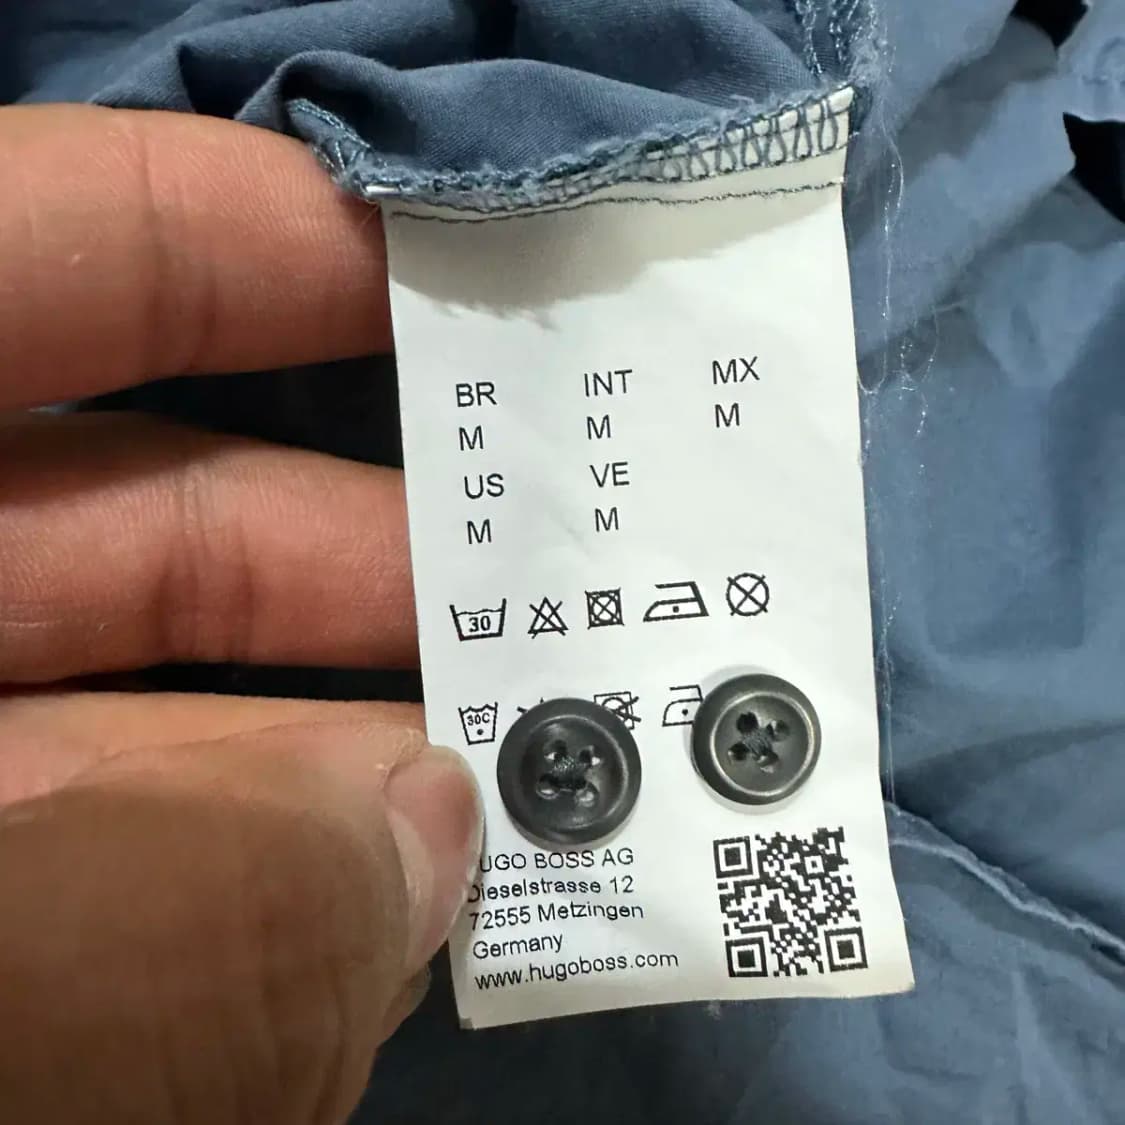 BR INT MX
M M M
US VE
M M
30
30C
UGO BOSS AG
Dieselstrasse 12
72555 Metzingen
Germany
www.hugoboss.com